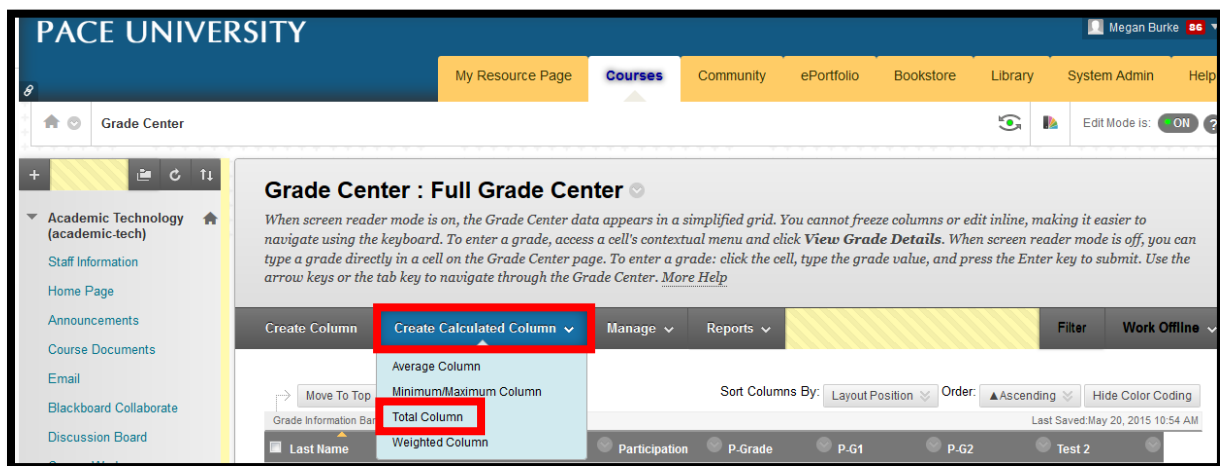 PACE UNIVERSITY
Megan Burke 86
My Resource Page Courses Community ePortfolio Bookstore Library System Admin Help
Grade Center
Edit Mode is: ON ?
Grade Center : Full Grade Center
When screen reader mode is on, the Grade Center data appears in a simplified grid. You cannot freeze columns or edit inline, making it easier to
navigate using the keyboard. To enter a grade, access a cell's contextual menu and click View Grade Details. When screen reader mode is off, you can
type a grade directly in a cell on the Grade Center page. To enter a grade: click the cell, type the grade value, and press the Enter key to submit. Use the
arrow keys or the tab key to navigate through the Grade Center. More Help
Academic Technology
(academic-tech)
Staff Information
Home Page
Announcements
Course Documents
Email
Blackboard Collaborate
Discussion Board
Create Column Create Calculated Column Manage Reports Filter Work Offline
Average Column
Minimum/Maximum Column
Total Column
Weighted Column
Move To Top
Sort Columns By: Layout Position Order: ▲Ascending Hide Color Coding
Grade Information Bar
Last Saved:May 20, 2015 10:54 AM
Last Name Participation P-Grade P-G1 P-G2 Test 2